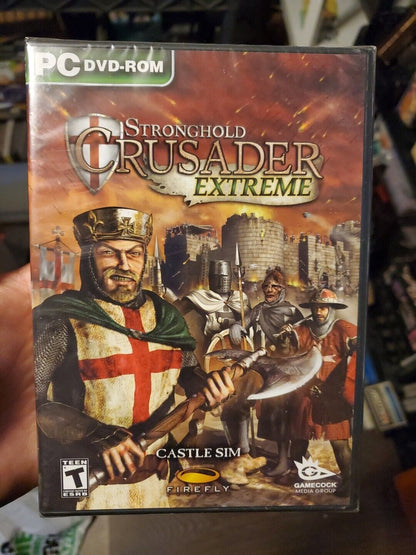 PC DVD-ROM
STRONGHOLD
CRUSADER
EXTREME
CASTLE SIM
TEEN
T
ESRB
FIREFLY
GAMECOCK
MEDIA GROUP